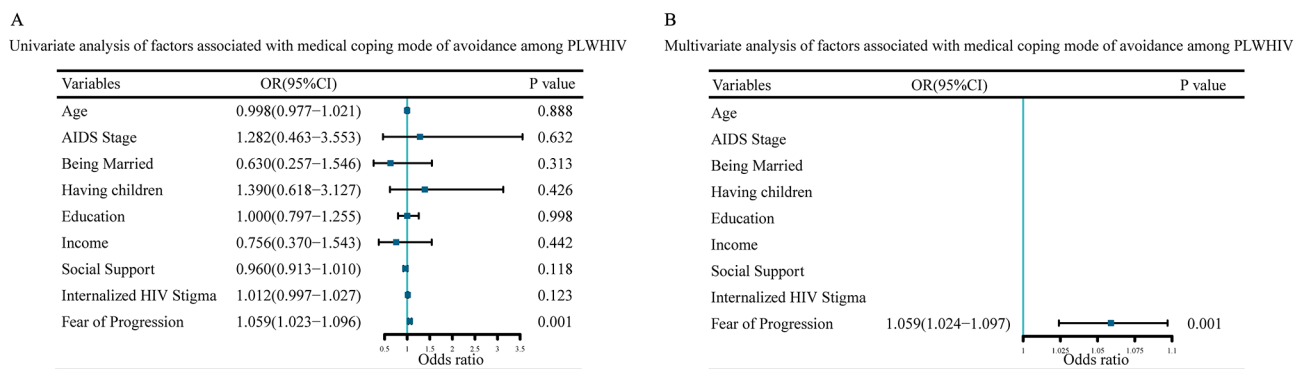 A
Univariate analysis of factors associated with medical coping mode of avoidance among PLWHIV
Variables OR(95%CI) P value
Age 0.998(0.977−1.021) 0.888
AIDS Stage 1.282(0.463−3.553) 0.632
Being Married 0.630(0.257−1.546) 0.313
Having children 1.390(0.618−3.127) 0.426
Education 1.000(0.797−1.255) 0.998
Income 0.756(0.370−1.543) 0.442
Social Support 0.960(0.913−1.010) 0.118
Internalized HIV Stigma 1.012(0.997−1.027) 0.123
Fear of Progression 1.059(1.023−1.096) 0.001
0.5 1 1.5 2 2.5 3 3.5
Odds ratio
B
Multivariate analysis of factors associated with medical coping mode of avoidance among PLWHIV
Variables OR(95%CI) P value
Age
AIDS Stage
Being Married
Having children
Education
Income
Social Support
Internalized HIV Stigma
Fear of Progression 1.059(1.024−1.097) 0.001
1 1.025 1.05 1.075 1.1
Odds ratio